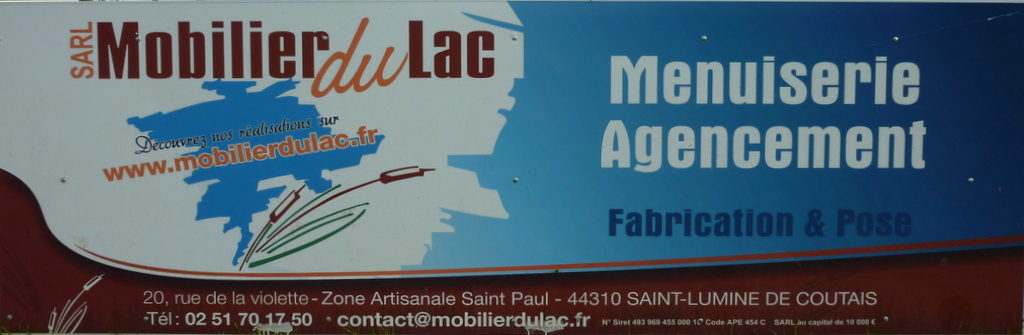 SARL Mobilier du Lac
Découvrez nos réalisations sur
www.mobilierdulac.fr
Menuiserie
Agencement
Fabrication & Pose
20, rue de la violette - Zone Artisanale Saint Paul - 44310 SAINT-LUMINE DE COUTAIS
Tél : 02 51 70 17 50 - contact@mobilierdulac.fr N° Siret 493 969 455 000 Code APE 454 C SARL au capital de 10 000 €